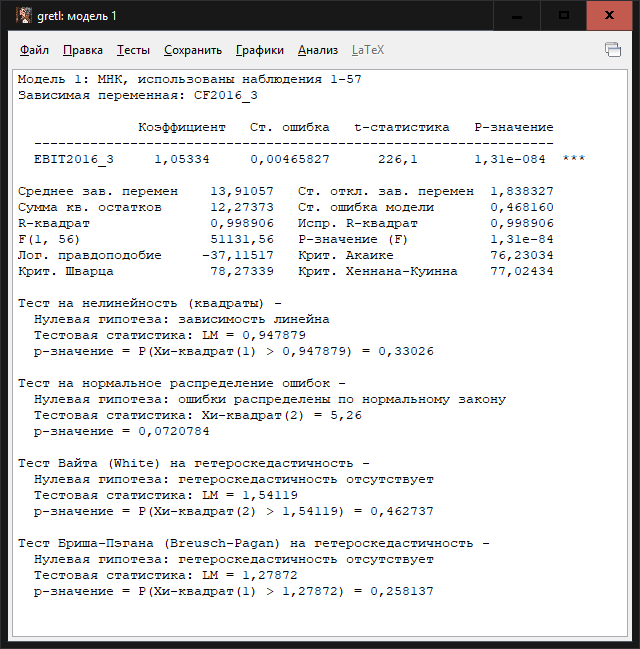 gretl: модель 1
Файл Правка Тесты Сохранить Графики Анализ LaTeX
Модель 1: МНК, использованы наблюдения 1-57
Зависимая переменная: CF2016_3
Коэффициент Ст. ошибка t-статистика P-значение
------------------------------------------------------------------
EBIT2016_3 1,05334 0,00465827 226,1 1,31e-084 ***
Среднее зав. перемен 13,91057 Ст. откл. зав. перемен 1,838327
Сумма кв. остатков 12,27373 Ст. ошибка модели 0,468160
R-квадрат 0,998906 Испр. R-квадрат 0,998906
F(1, 56) 51131,56 P-значение (F) 1,31e-84
Лог. правдоподобие -37,11517 Крит. Акаике 76,23034
Крит. Шварца 78,27339 Крит. Хеннана-Куинна 77,02434
Тест на нелинейность (квадраты) -
Нулевая гипотеза: зависимость линейна
Тестовая статистика: LM = 0,947879
р-значение = P(Хи-квадрат(1) > 0,947879) = 0,33026
Тест на нормальное распределение ошибок -
Нулевая гипотеза: ошибки распределены по нормальному закону
Тестовая статистика: Хи-квадрат(2) = 5,26
р-значение = 0,0720784
Тест Вайта (White) на гетероскедастичность -
Нулевая гипотеза: гетероскедастичность отсутствует
Тестовая статистика: LM = 1,54119
р-значение = P(Хи-квадрат(2) > 1,54119) = 0,462737
Тест Бриша-Пэгана (Breusch-Pagan) на гетероскедастичность -
Нулевая гипотеза: гетероскедастичность отсутствует
Тестовая статистика: LM = 1,27872
р-значение = P(Хи-квадрат(1) > 1,27872) = 0,258137